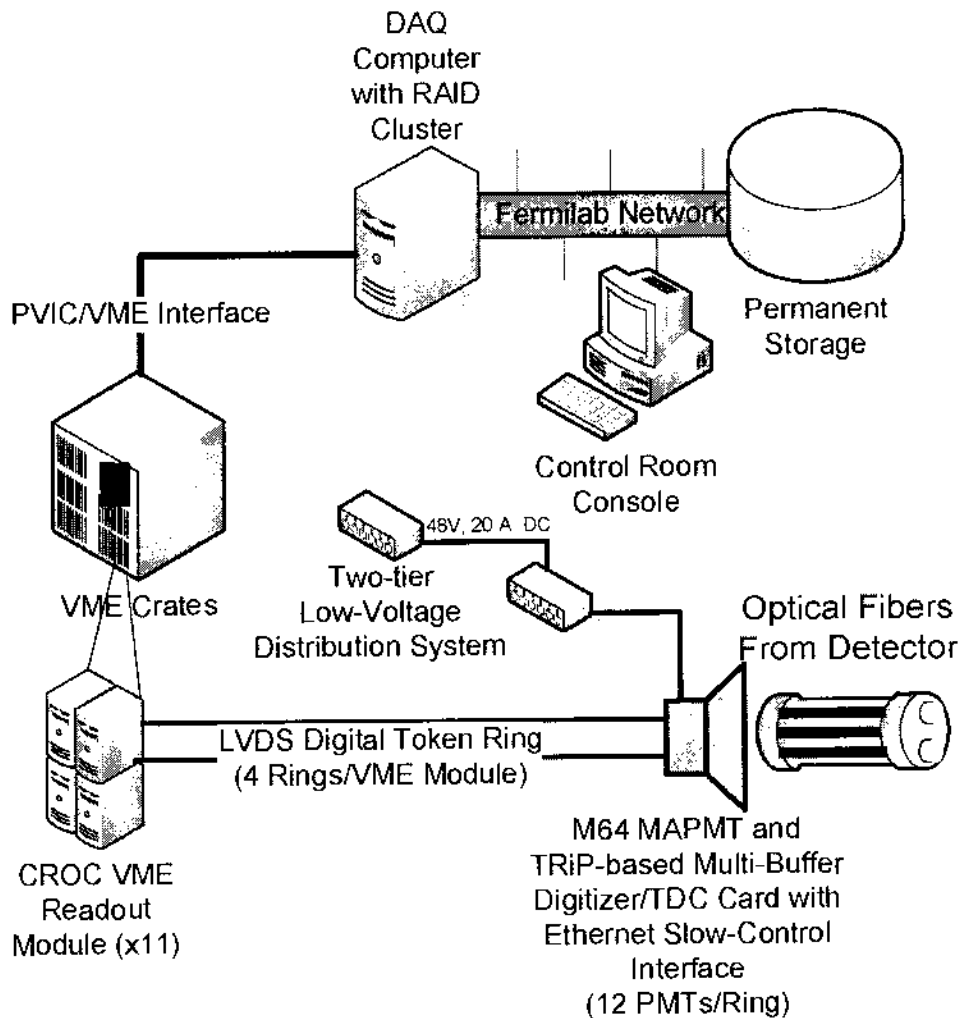 DAQ
Computer
with RAID
Cluster
Fermilab Network
PVIC/VME Interface
Permanent
Storage
Control Room
Console
48V, 20 A DC
VME Crates
Two-tier
Low-Voltage
Distribution System
Optical Fibers
From Detector
LVDS Digital Token Ring
(4 Rings/VME Module)
CROC VME
Readout
Module (x11)
M64 MAPMT and
TRiP-based Multi-Buffer
Digitizer/TDC Card with
Ethernet Slow-Control
Interface
(12 PMTs/Ring)